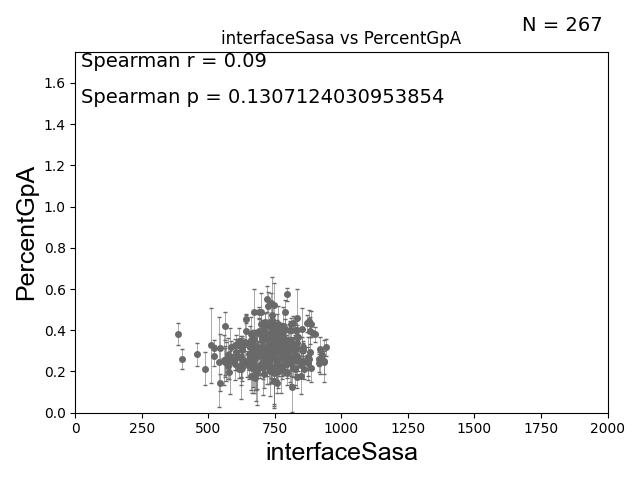 N = 267
interfaceSasa vs PercentGpA
Spearman r = 0.09
Spearman p = 0.1307124030953854
PercentGpA
1.6
1.4
1.2
1.0
0.8
0.6
0.4
0.2
0.0
0 250 500 750 1000 1250 1500 1750 2000
interfaceSasa